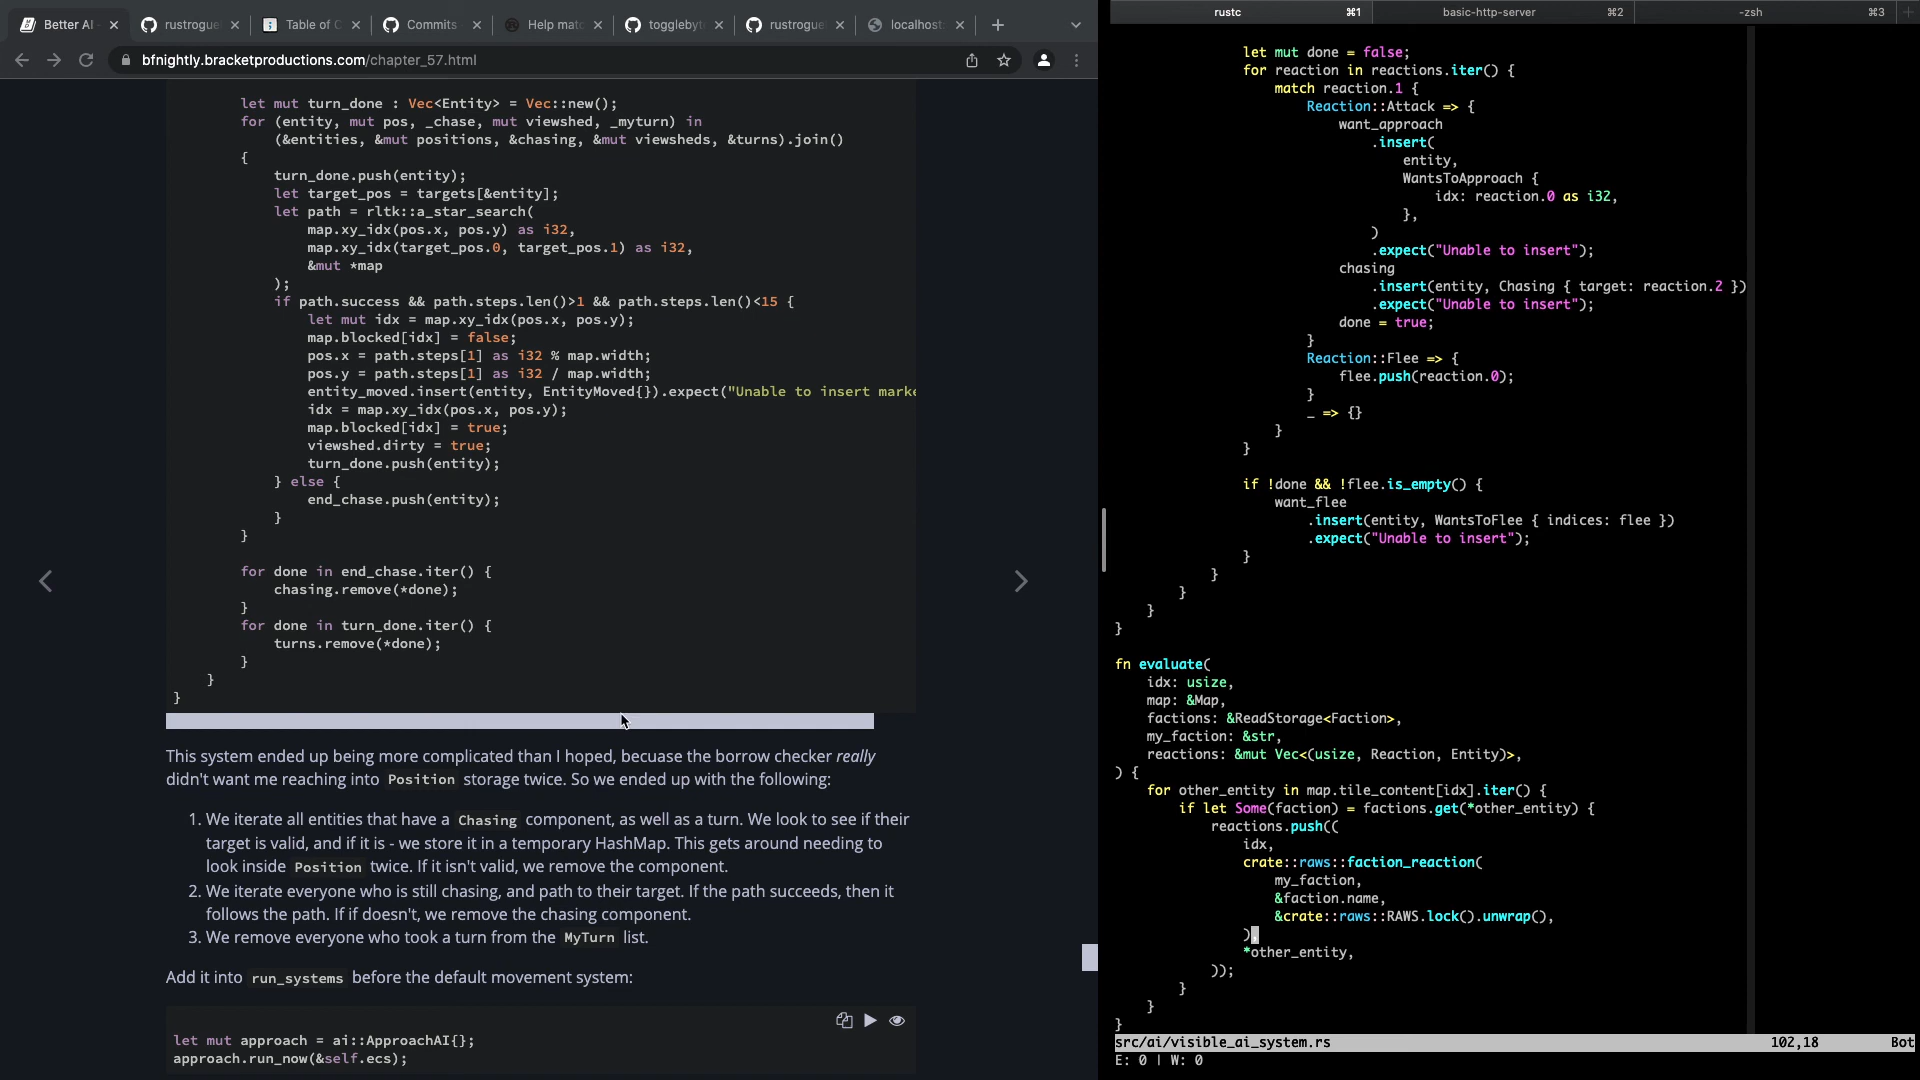 Better AI
rustrogue
Table of C
Commits
Help matc
togglebyt
rustrogue
localhost
bfnightly.bracketproductions.com/chapter_57.html
let mut turn_done : Vec<Entity> = Vec::new();
for (entity, mut pos, _chase, mut viewshed, _myturn) in
(&entities, &mut positions, &chasing, &mut viewsheds, &turns).join()
{
turn_done.push(entity);
let target_pos = targets[&entity];
let path = rltk::a_star_search(
map.xy_idx(pos.x, pos.y) as i32,
map.xy_idx(target_pos.0, target_pos.1) as i32,
&mut *map
);
if path.success && path.steps.len()>1 && path.steps.len()<15 {
let mut idx = map.xy_idx(pos.x, pos.y);
map.blocked[idx] = false;
pos.x = path.steps[1] as i32 % map.width;
pos.y = path.steps[1] as i32 / map.width;
entity_moved.insert(entity, EntityMoved{}).expect("Unable to insert marke
idx = map.xy_idx(pos.x, pos.y);
map.blocked[idx] = true;
viewshed.dirty = true;
turn_done.push(entity);
} else {
end_chase.push(entity);
}
}
for done in end_chase.iter() {
chasing.remove(*done);
}
for done in turn_done.iter() {
turns.remove(*done);
}
}
}
This system ended up being more complicated than I hoped, becuase the borrow checker really
didn't want me reaching into Position storage twice. So we ended up with the following:
1. We iterate all entities that have a Chasing component, as well as a turn. We look to see if their
target is valid, and if it is - we store it in a temporary HashMap. This gets around needing to
look inside Position twice. If it isn't valid, we remove the component.
2. We iterate everyone who is still chasing, and path to their target. If the path succeeds, then it
follows the path. If if doesn't, we remove the chasing component.
3. We remove everyone who took a turn from the MyTurn list.
Add it into run_systems before the default movement system:
let mut approach = ai::ApproachAI{};
approach.run_now(&self.ecs);
rustc ⌘1
basic-http-server ⌘2
-zsh ⌘3
let mut done = false;
for reaction in reactions.iter() {
match reaction.1 {
Reaction::Attack => {
want_approach
.insert(
entity,
WantsToApproach {
idx: reaction.0 as i32,
},
)
.expect("Unable to insert");
chasing
.insert(entity, Chasing { target: reaction.2 })
.expect("Unable to insert");
done = true;
}
Reaction::Flee => {
flee.push(reaction.0);
}
_ => {}
}
}
if !done && !flee.is_empty() {
want_flee
.insert(entity, WantsToFlee { indices: flee })
.expect("Unable to insert");
}
}
}
}
}
fn evaluate(
idx: usize,
map: &Map,
factions: &ReadStorage<Faction>,
my_faction: &str,
reactions: &mut Vec<(usize, Reaction, Entity)>,
) {
for other_entity in map.tile_content[idx].iter() {
if let Some(faction) = factions.get(*other_entity) {
reactions.push((
idx,
crate::raws::faction_reaction(
my_faction,
&faction.name,
&crate::raws::RAWS.lock().unwrap(),
),
*other_entity,
));
}
}
}
src/ai/visible_ai_system.rs 102,18 Bot
E: 0 | W: 0